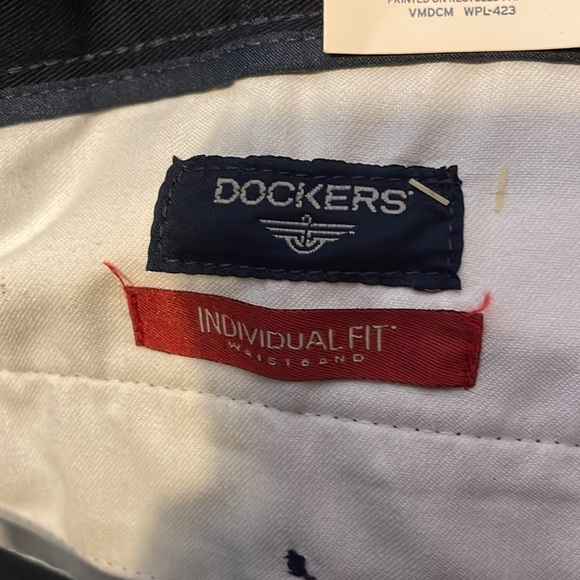 VMDCM WPL-423
DOCKERS
INDIVIDUAL FIT
WAISTBAND